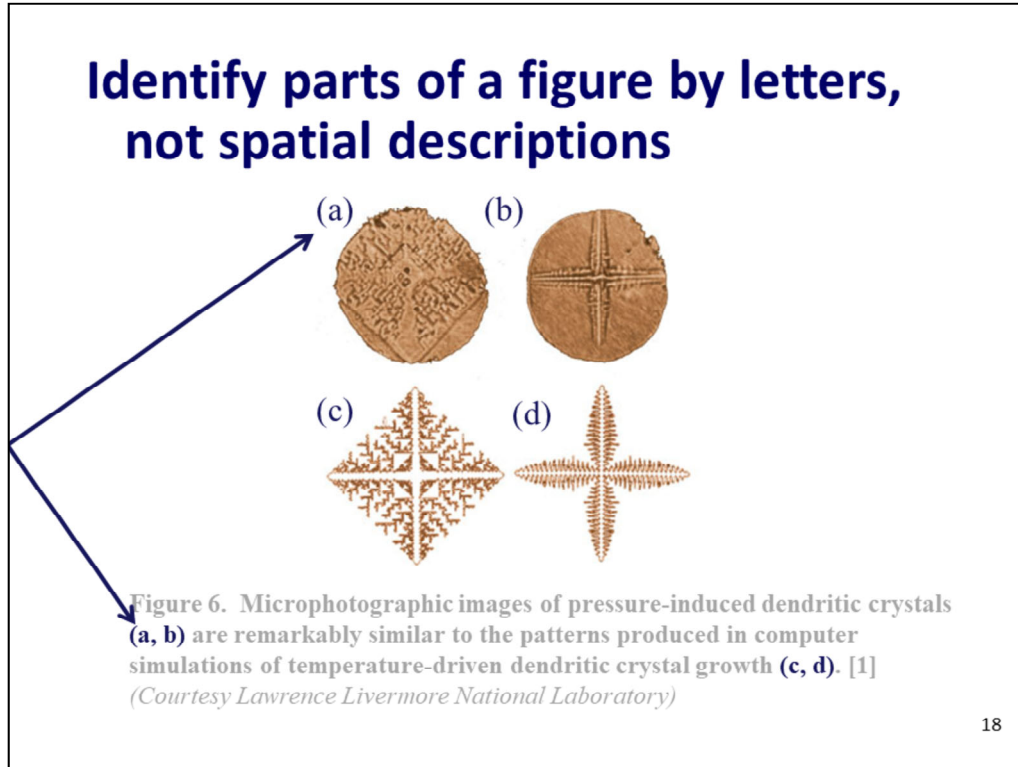 Identify parts of a figure by letters,
not spatial descriptions
(a) (b)
(c) (d)
Figure 6. Microphotographic images of pressure-induced dendritic crystals
(a, b) are remarkably similar to the patterns produced in computer
simulations of temperature-driven dendritic crystal growth (c, d). [1]
(Courtesy Lawrence Livermore National Laboratory)
18